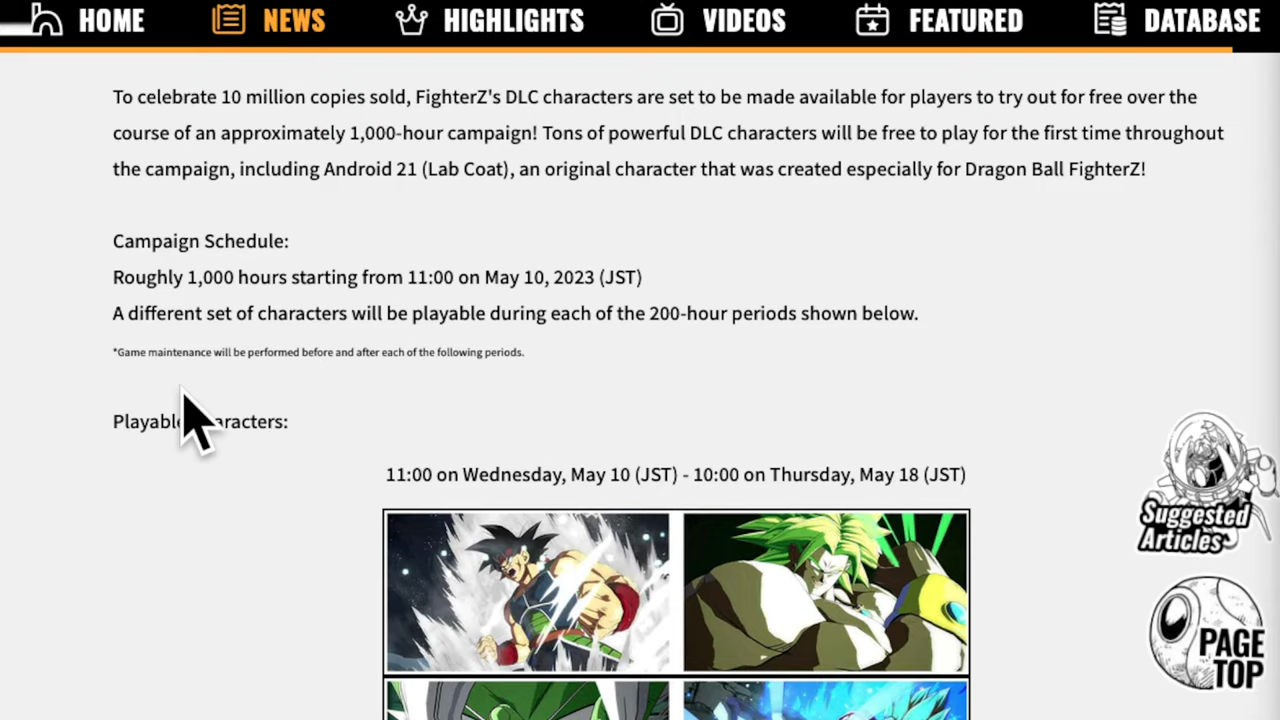 HOME NEWS HIGHLIGHTS VIDEOS FEATURED DATABASE
To celebrate 10 million copies sold, FighterZ's DLC characters are set to be made available for players to try out for free over the
course of an approximately 1,000-hour campaign! Tons of powerful DLC characters will be free to play for the first time throughout
the campaign, including Android 21 (Lab Coat), an original character that was created especially for Dragon Ball FighterZ!
Campaign Schedule:
Roughly 1,000 hours starting from 11:00 on May 10, 2023 (JST)
A different set of characters will be playable during each of the 200-hour periods shown below.
*Game maintenance will be performed before and after each of the following periods.
Playable Characters:
11:00 on Wednesday, May 10 (JST) - 10:00 on Thursday, May 18 (JST)
Suggested
Articles
PAGE
TOP